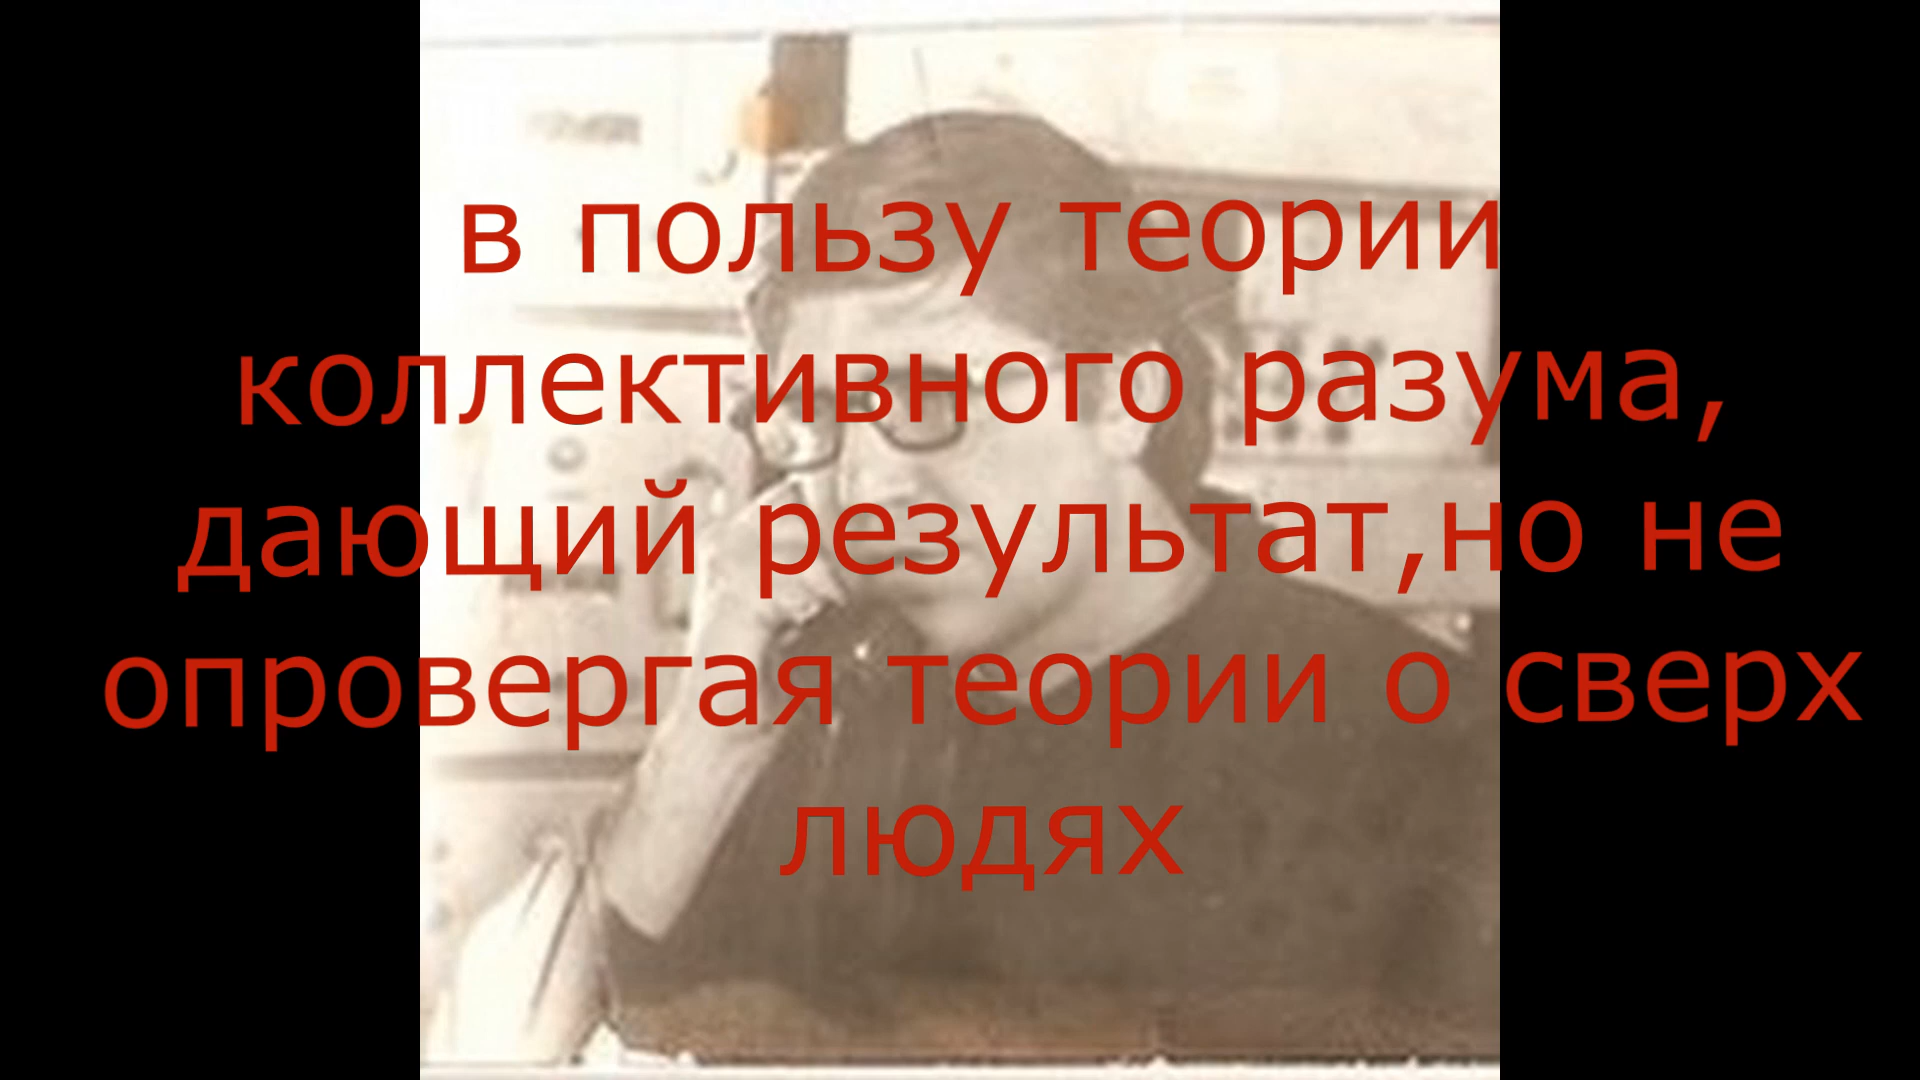 в пользу теории
коллективного разума,
дающий результат,но не
опровергая теории о сверх
людях